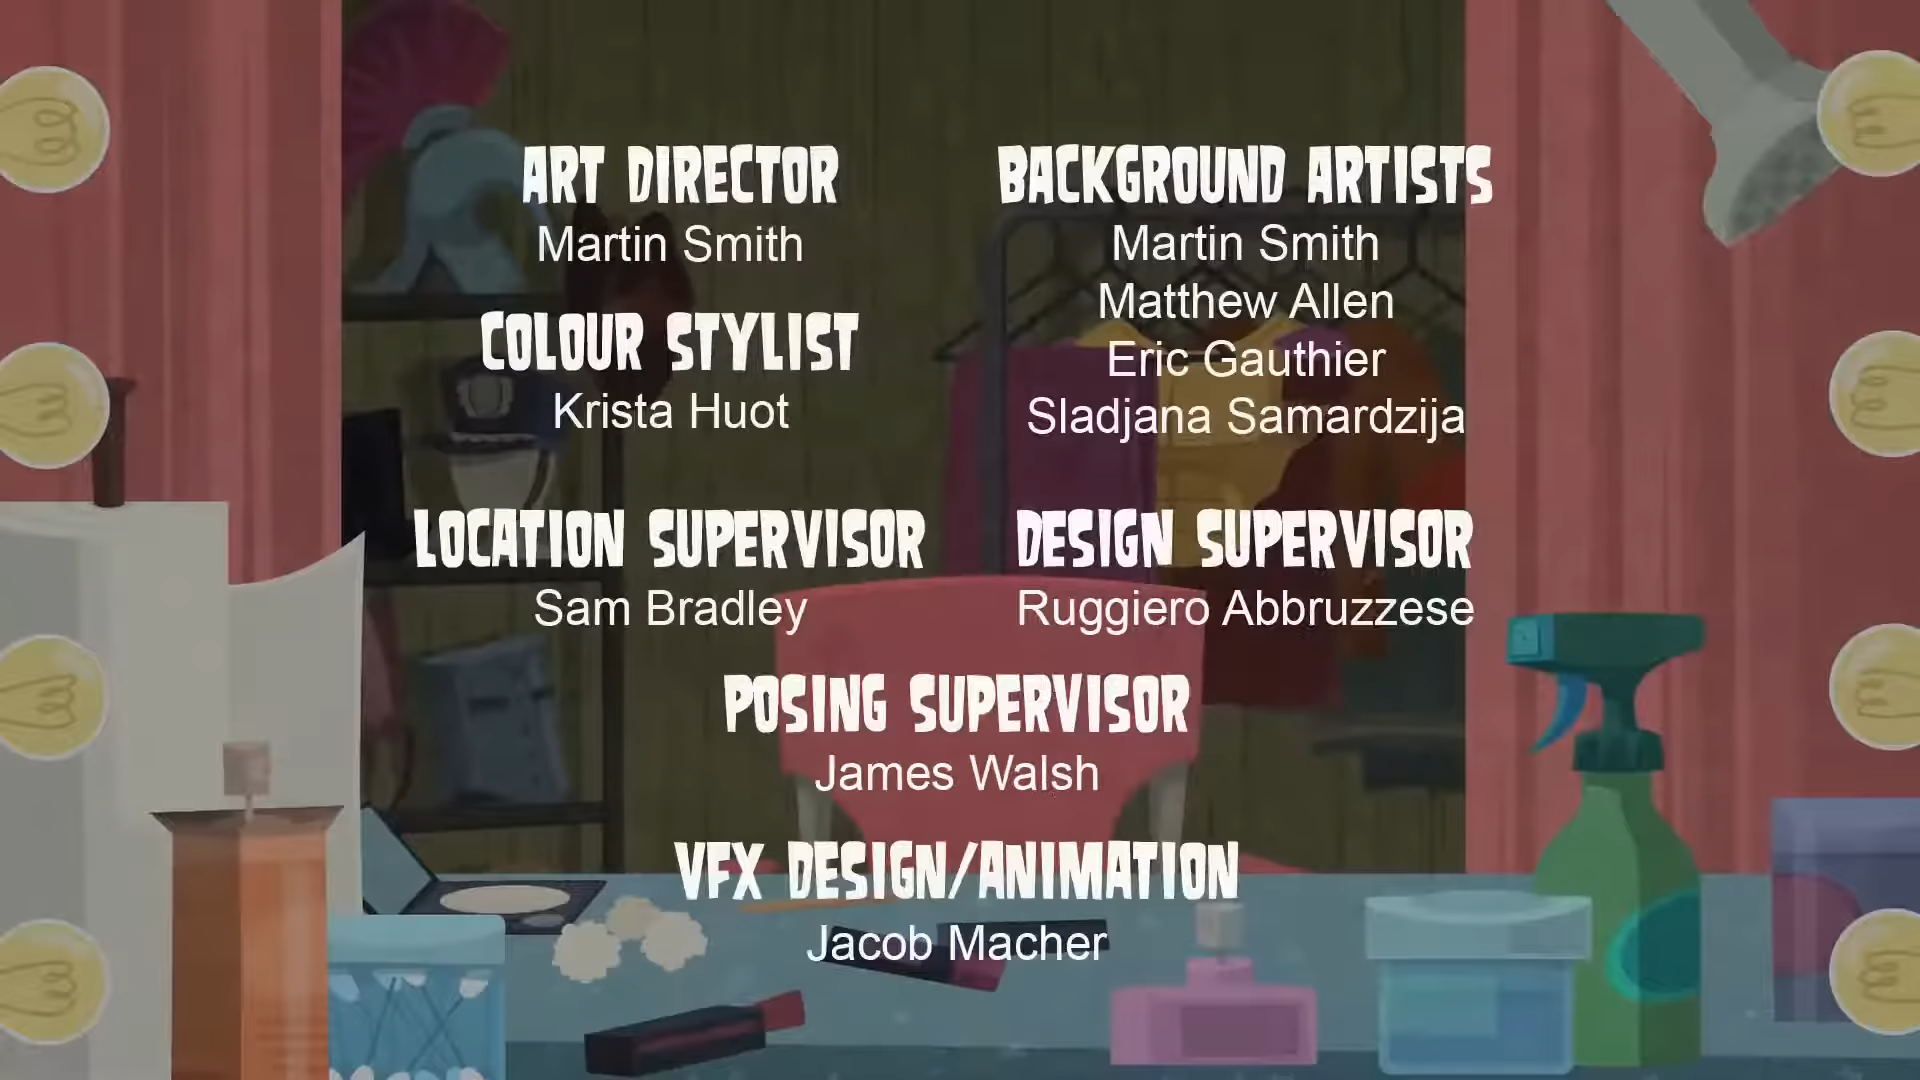 ART DIRECTOR
Martin Smith
COLOUR STYLIST
Krista Huot
BACKGROUND ARTISTS
Martin Smith
Matthew Allen
Eric Gauthier
Sladjana Samardzija
LOCATION SUPERVISOR
Sam Bradley
DESIGN SUPERVISOR
Ruggiero Abbruzzese
POSING SUPERVISOR
James Walsh
VFX DESIGN/ANIMATION
Jacob Macher